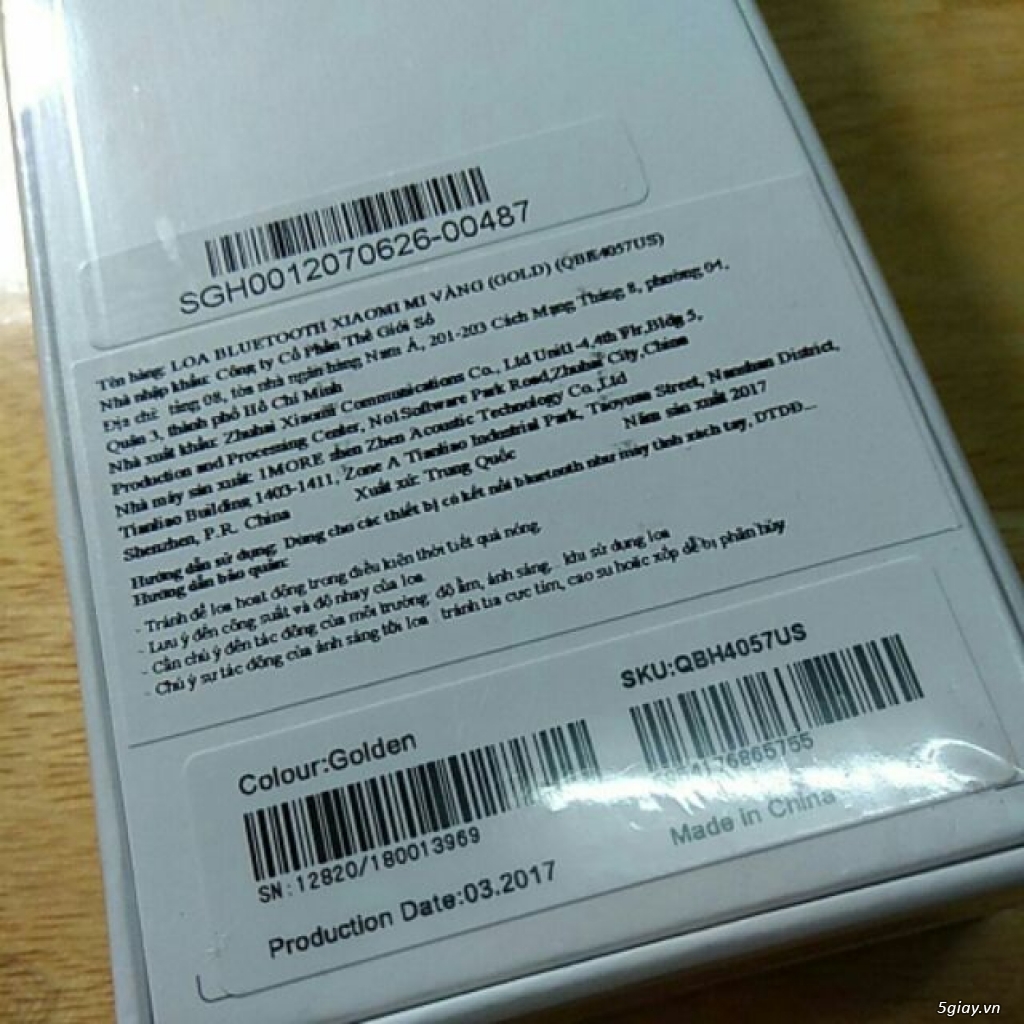 SGH0012070626-00487
Tên hàng: LOA BLUETOOTH XIAOMI MI VÀNG (GOLD) (QBH4057US)
Nhà nhập khẩu: Công ty Cổ Phần Thế Giới Số
Địa chỉ: tầng 08, tòa nhà ngân hàng Nam Á, 201-203 Cách Mạng Tháng 8, phường 04,
Quận 3, thành phố Hồ Chí Minh
Nhà xuất khẩu: Zhuhai Xiaomi Communications Co., Ltd Unit1-4,4th Flr,Bldg 5,
Production and Processing Center, No1Software Park Road,Zhuhai City,China
Nhà máy sản xuất: 1MORE shen Zhen Acoustic Technology Co.,Ltd
Tianliao Building 1403-1411, Zone A Tianliao Industrial Park, Taoyuan Street, Nanshan District,
Shenzhen, P.R. China Xuất xứ: Trung Quốc Năm sản xuất 2017
Hướng dẫn sử dụng: Dùng cho các thiết bị có kết nối bluetooth như máy tính xách tay, DTDĐ...
Hướng dẫn bảo quản:
- Tránh để loa hoạt động trong điều kiện thời tiết quá nóng.
- Lưu ý đến công suất và độ nhạy của loa
- Cần chú ý đến tác động của môi trường, độ ẩm, ánh sáng, khi sử dụng loa
- Chú ý sự tác động của ánh sáng tới loa tránh tia cực tím, cao su hoặc xốp dễ bị phân hủy
Colour:Golden
SKU:QBH4057US
SN:12820/180013969
Made in China
Production Date:03.2017
5giay.vn